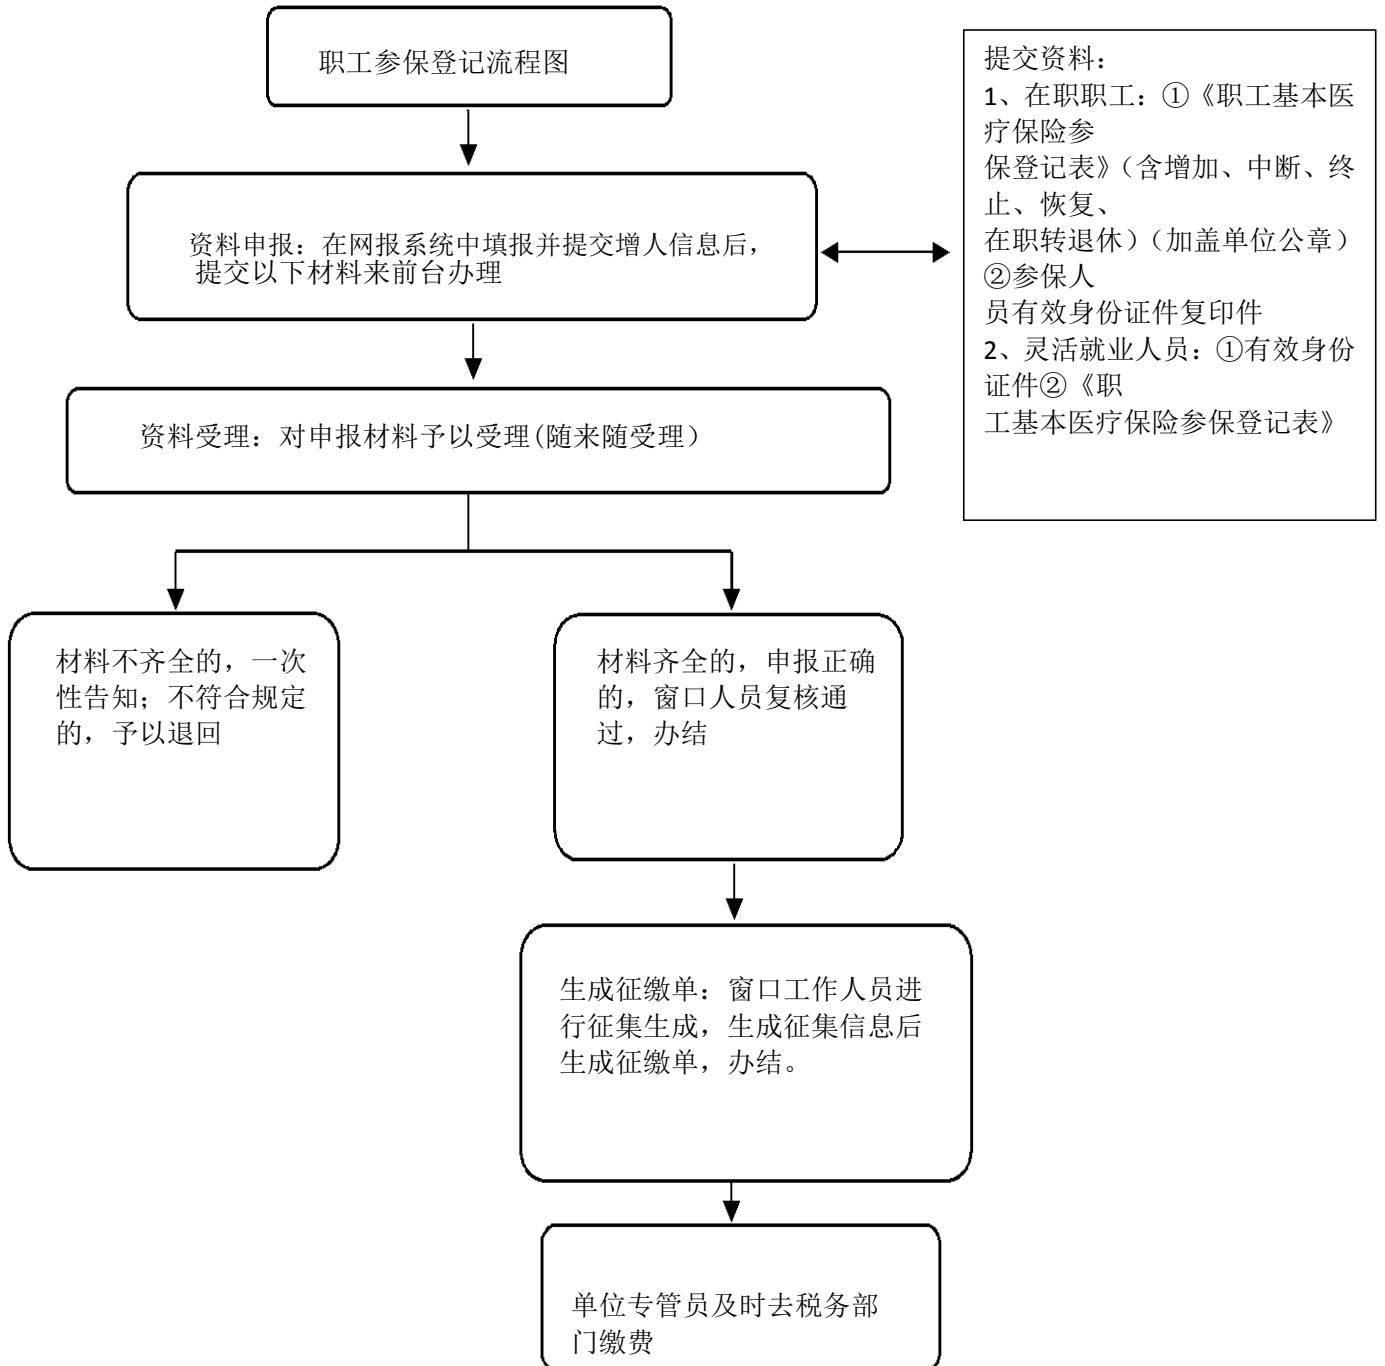 职工参保登记流程图
资料申报：在网报系统中填报并提交增人信息后，
提交以下材料来前台办理
提交资料：
1、在职职工：①《职工基本医
疗保险参
保登记表》（含增加、中断、终
止、恢复、
在职转退休）（加盖单位公章）
②参保人
员有效身份证件复印件
2、灵活就业人员：①有效身份
证件②《职
工基本医疗保险参保登记表》
资料受理：对申报材料予以受理(随来随受理）
材料不齐全的，一次
性告知；不符合规定
的，予以退回
材料齐全的，申报正确
的，窗口人员复核通
过，办结
生成征缴单：窗口工作人员进
行征集生成，生成征集信息后
生成征缴单，办结。
单位专管员及时去税务部
门缴费